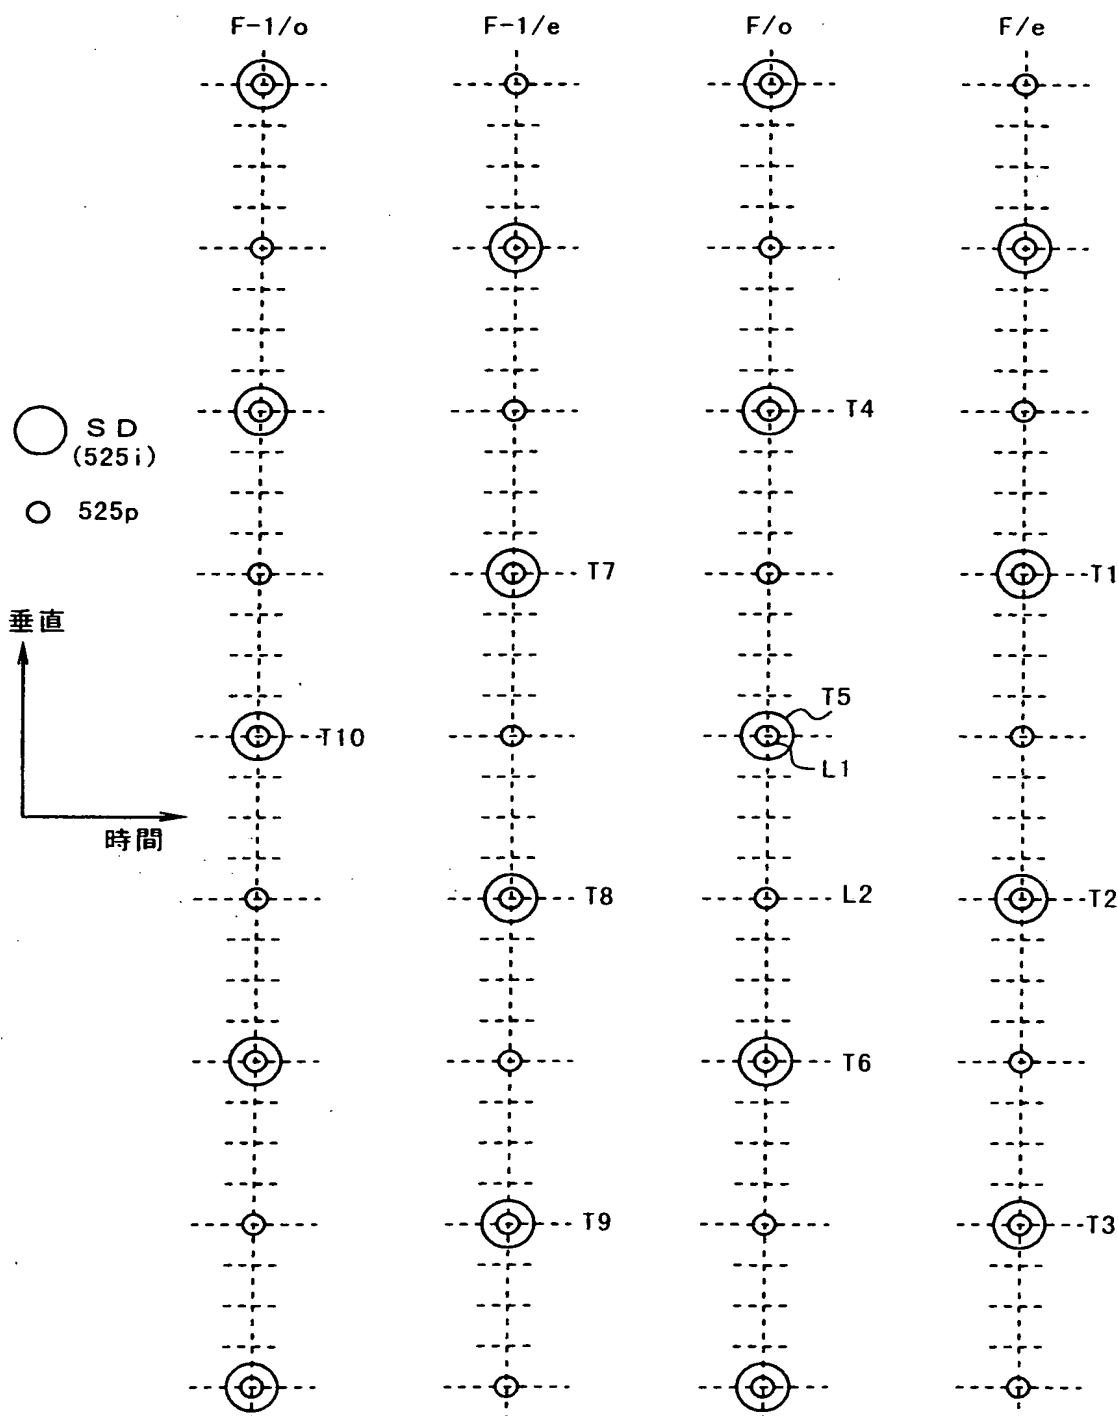 F-1/o F-1/e F/o F/e
T4
SD
(525i)
525p
T7 T1
垂直
T5
T10
L1
時間
T8 L2 T2
T6
T9 T3